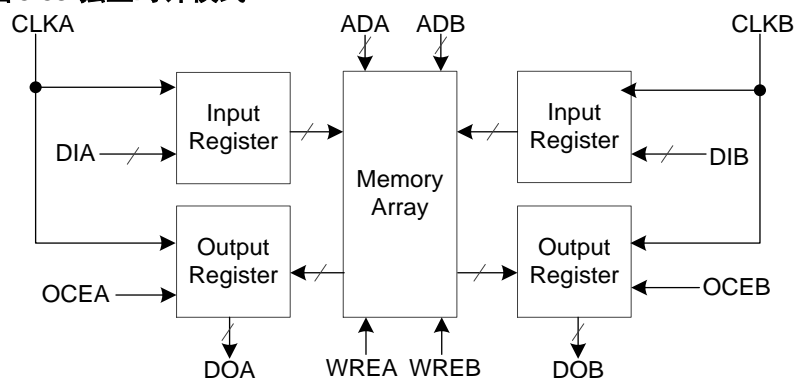 CLKA
ADA
ADB
CLKB
Input
Register
Input
Register
DIA
DIB
Memory
Array
Output
Register
Output
Register
OCEA
OCEB
DOA
WREA
WREB
DOB